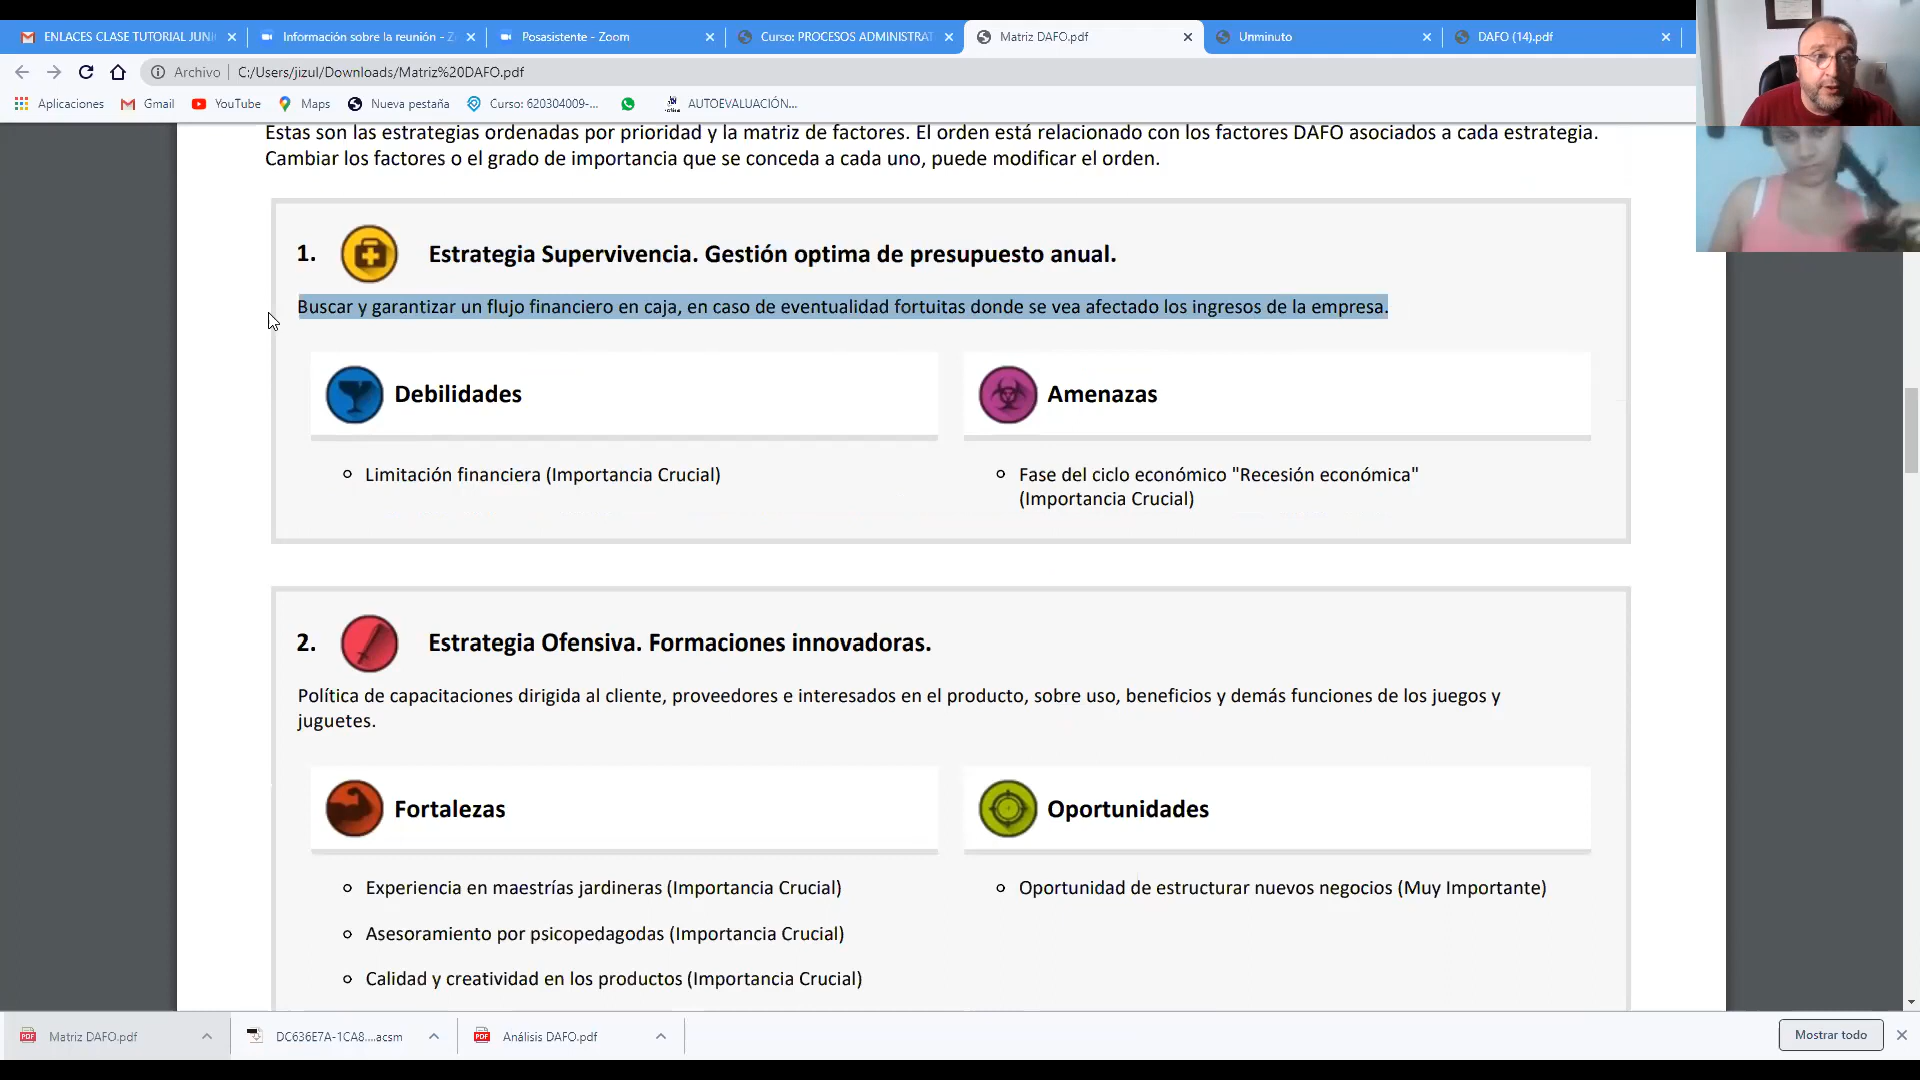 ENLACES CLASE TUTORIAL JUNI
Información sobre la reunión - Z
Posasistente - Zoom
Curso: PROCESOS ADMINISTRAT
Matriz DAFO.pdf
Unminuto
DAFO (14).pdf
Archivo
C:/Users/jizul/Downloads/Matriz%20DAFO.pdf
Aplicaciones
Gmail
YouTube
Maps
Nueva pestaña
Curso: 620304009-...
AUTOEVALUACIÓN...
Estas son las estrategias ordenadas por prioridad y la matriz de factores. El orden está relacionado con los factores DAFO asociados a cada estrategia.
Cambiar los factores o el grado de importancia que se conceda a cada uno, puede modificar el orden.
1. Estrategia Supervivencia. Gestión optima de presupuesto anual.
Buscar y garantizar un flujo financiero en caja, en caso de eventualidad fortuitas donde se vea afectado los ingresos de la empresa.
Debilidades
Amenazas
Limitación financiera (Importancia Crucial)
Fase del ciclo económico "Recesión económica"
(Importancia Crucial)
2. Estrategia Ofensiva. Formaciones innovadoras.
Política de capacitaciones dirigida al cliente, proveedores e interesados en el producto, sobre uso, beneficios y demás funciones de los juegos y
juguetes.
Fortalezas
Oportunidades
Experiencia en maestrías jardineras (Importancia Crucial)
Oportunidad de estructurar nuevos negocios (Muy Importante)
Asesoramiento por psicopedagodas (Importancia Crucial)
Calidad y creatividad en los productos (Importancia Crucial)
Matriz DAFO.pdf
DC636E7A-1CA8....acsm
Análisis DAFO.pdf
Mostrar todo